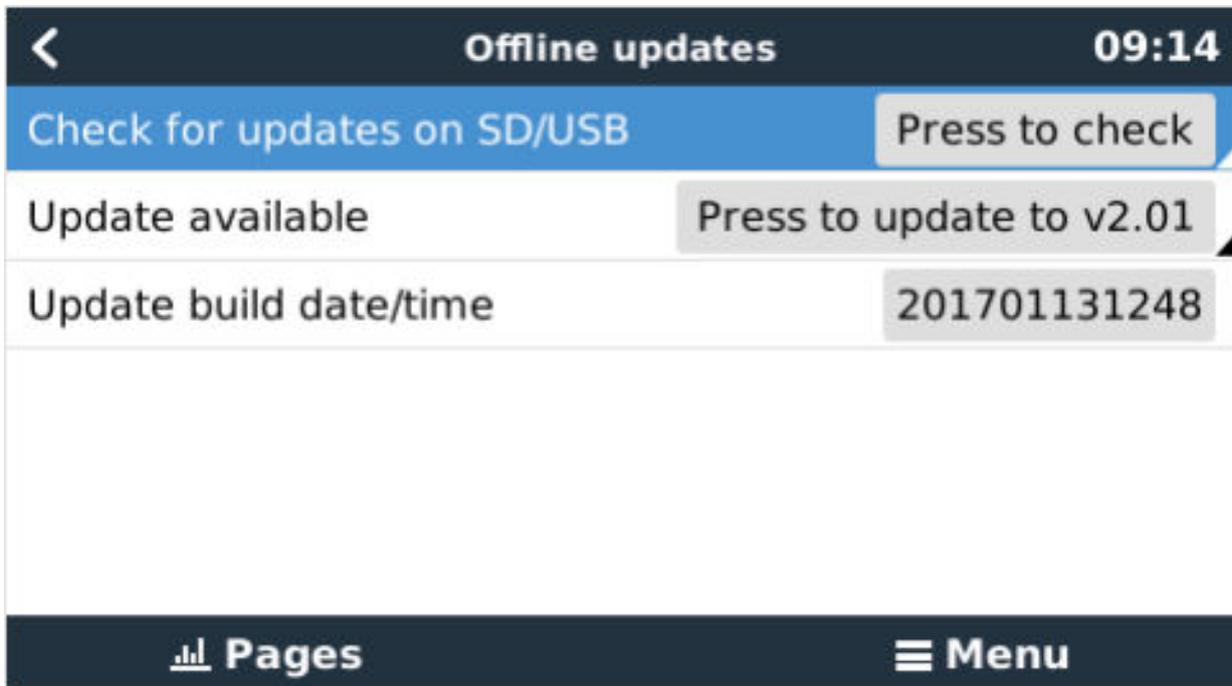 Offline updates 09:14
Check for updates on SD/USB Press to check
Update available Press to update to v2.01
Update build date/time 201701131248
Pages Menu